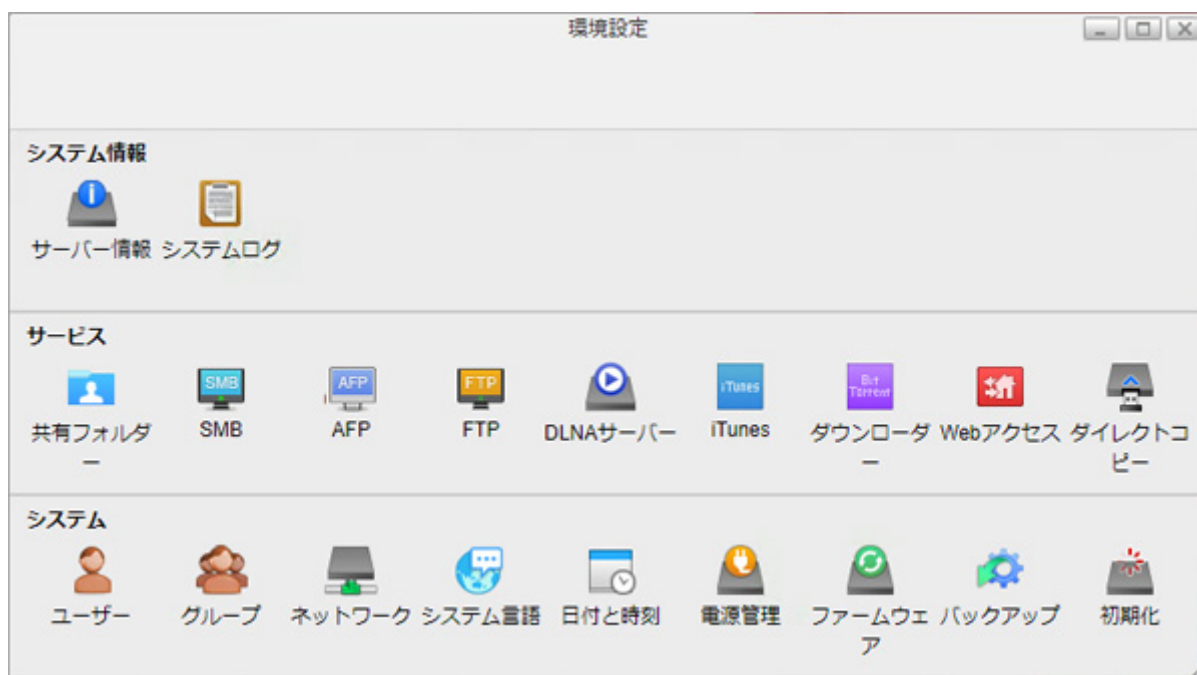 環境設定
システム情報
サーバー情報 システムログ
サービス
SMB AFP FTP iTunes Bit
Torrent
共有フォルダ SMB AFP FTP DLNAサーバー iTunes ダウンローダ Webアクセス ダイレクトコ
ー ー ピー
システム
ユーザー グループ ネットワーク システム言語 日付と時刻 電源管理 ファームウェ バックアップ 初期化
ア